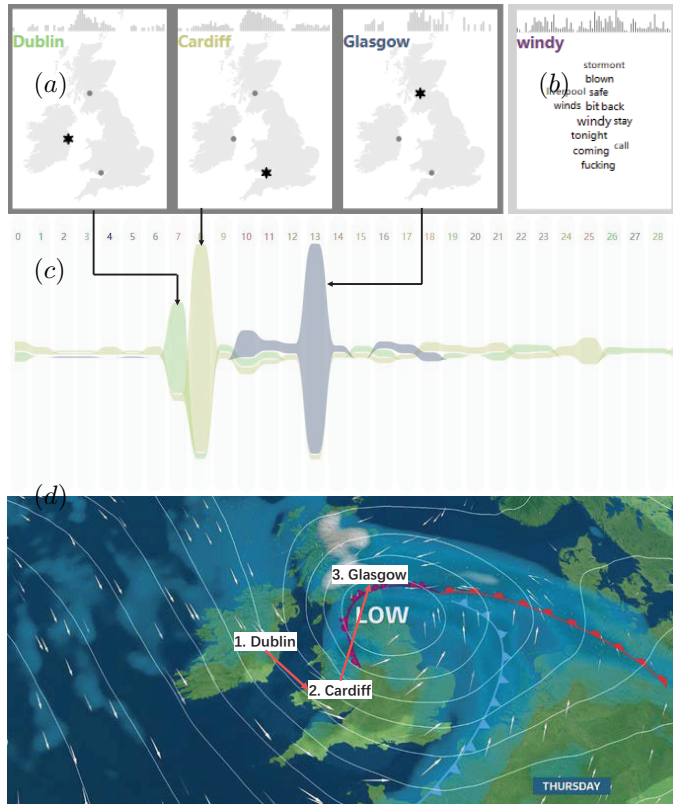 Dublin
Cardiff
Glasgow
windy
(a)
(b)
stormont
blown
liverpool safe
winds bit back
windy stay
tonight
coming call
fucking
0 1 2 3 4 5 6 7 8 9 10 11 12 13 14 15 16 17 18 19 20 21 22 23 24 25 26 27 28
(c)
(d)
3. Glasgow
LOW
1. Dublin
2. Cardiff
THURSDAY